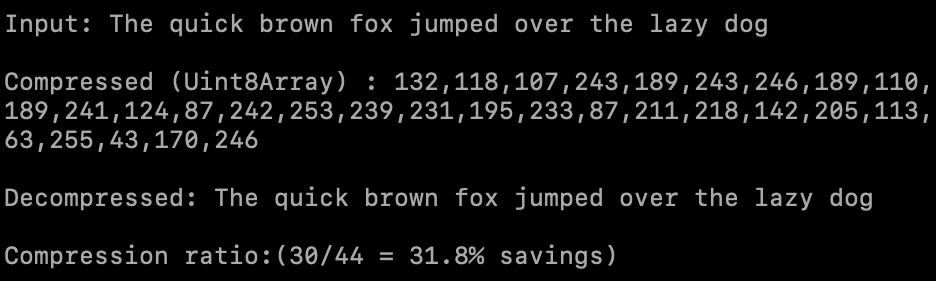 Input: The quick brown fox jumped over the lazy dog
Compressed (Uint8Array) : 132,118,107,243,189,243,246,189,110,
189,241,124,87,242,253,239,231,195,233,87,211,218,142,205,113,
63,255,43,170,246
Decompressed: The quick brown fox jumped over the lazy dog
Compression ratio:(30/44 = 31.8% savings)